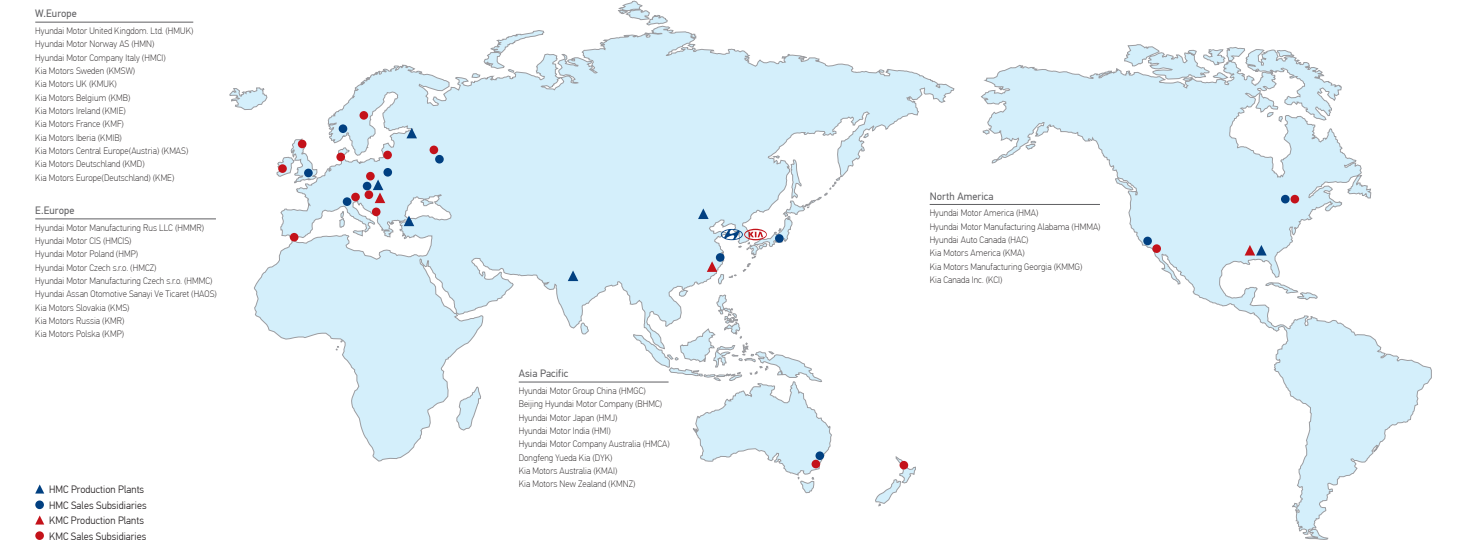 W.Europe
Hyundai Motor United Kingdom. Ltd. (HMUK)
Hyundai Motor Norway AS (HMN)
Hyundai Motor Company Italy (HMCI)
Kia Motors Sweden (KMSW)
Kia Motors UK (KMUK)
Kia Motors Belgium (KMB)
Kia Motors Ireland (KMIE)
Kia Motors France (KMF)
Kia Motors Iberia (KMIB)
Kia Motors Central Europe(Austria) (KMAS)
Kia Motors Deutschland (KMD)
Kia Motors Europe(Deutschland) (KME)
E.Europe
Hyundai Motor Manufacturing Rus LLC (HMMR)
Hyundai Motor CIS (HMCIS)
Hyundai Motor Poland (HMP)
Hyundai Motor Czech s.r.o. (HMCZ)
Hyundai Motor Manufacturing Czech s.r.o. (HMMC)
Hyundai Assan Otomotive Sanayi Ve Ticaret (HAOS)
Kia Motors Slovakia (KMS)
Kia Motors Russia (KMR)
Kia Motors Polska (KMP)
KIA
Asia Pacific
Hyundai Motor Group China (HMGC)
Beijing Hyundai Motor Company (BHMC)
Hyundai Motor Japan (HMJ)
Hyundai Motor India (HMI)
Hyundai Motor Company Australia (HMCA)
Dongfeng Yueda Kia (DYK)
Kia Motors Australia (KMAI)
Kia Motors New Zealand (KMNZ)
North America
Hyundai Motor America (HMA)
Hyundai Motor Manufacturing Alabama (HMMA)
Hyundai Auto Canada (HAC)
Kia Motors America (KMA)
Kia Motors Manufacturing Georgia (KMMG)
Kia Canada Inc. (KCI)
HMC Production Plants
HMC Sales Subsidiaries
KMC Production Plants
KMC Sales Subsidiaries